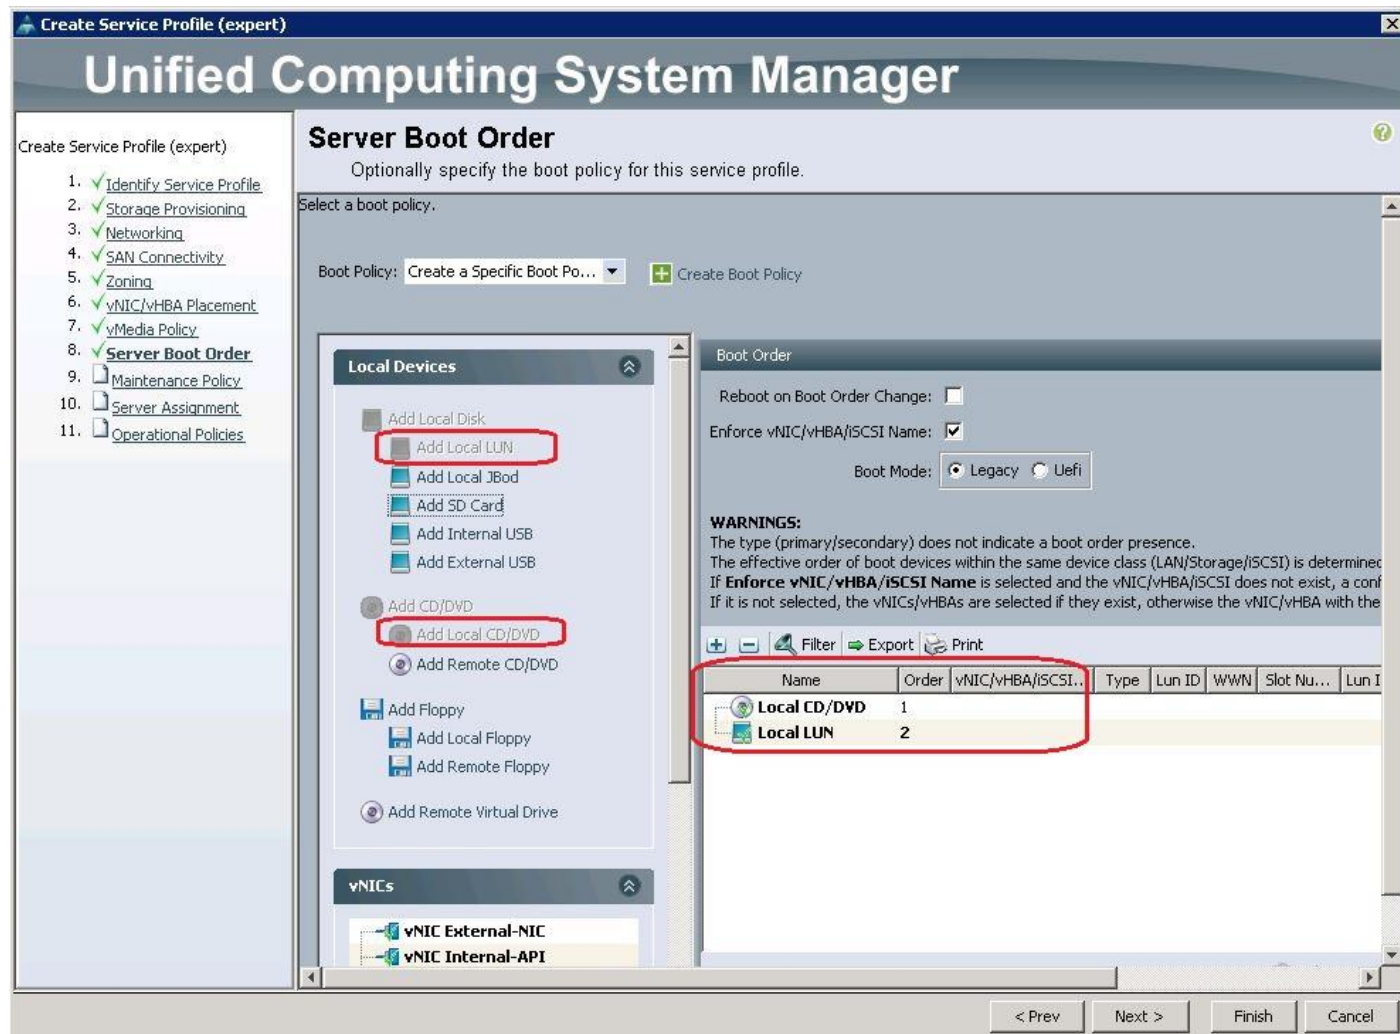 Create Service Profile (expert)
Unified Computing System Manager
Create Service Profile (expert)
1. Identify Service Profile
2. Storage Provisioning
3. Networking
4. SAN Connectivity
5. Zoning
6. vNIC/vHBA Placement
7. vMedia Policy
8. Server Boot Order
9. Maintenance Policy
10. Server Assignment
11. Operational Policies
Server Boot Order
Optionally specify the boot policy for this service profile.
Select a boot policy.
Boot Policy: Create a Specific Boot Po... Create Boot Policy
Local Devices
Add Local Disk
Add Local LUN
Add Local JBod
Add SD Card
Add Internal USB
Add External USB
Add CD/DVD
Add Local CD/DVD
Add Remote CD/DVD
Add Floppy
Add Local Floppy
Add Remote Floppy
Add Remote Virtual Drive
vNICs
vNIC External-NIC
vNIC Internal-API
Boot Order
Reboot on Boot Order Change:
Enforce vNIC/vHBA/iSCSI Name:
Boot Mode: Legacy Uefi
WARNINGS:
The type (primary/secondary) does not indicate a boot order presence.
The effective order of boot devices within the same device class (LAN/Storage/iSCSI) is determined
If Enforce vNIC/vHBA/iSCSI Name is selected and the vNIC/vHBA/iSCSI does not exist, a conf
If it is not selected, the vNICs/vHBAs are selected if they exist, otherwise the vNIC/vHBA with the
Filter Export Print
Name Order vNIC/vHBA/iSCSI... Type Lun ID WWN Slot Nu... Lun I
Local CD/DVD 1
Local LUN 2
< Prev Next > Finish Cancel